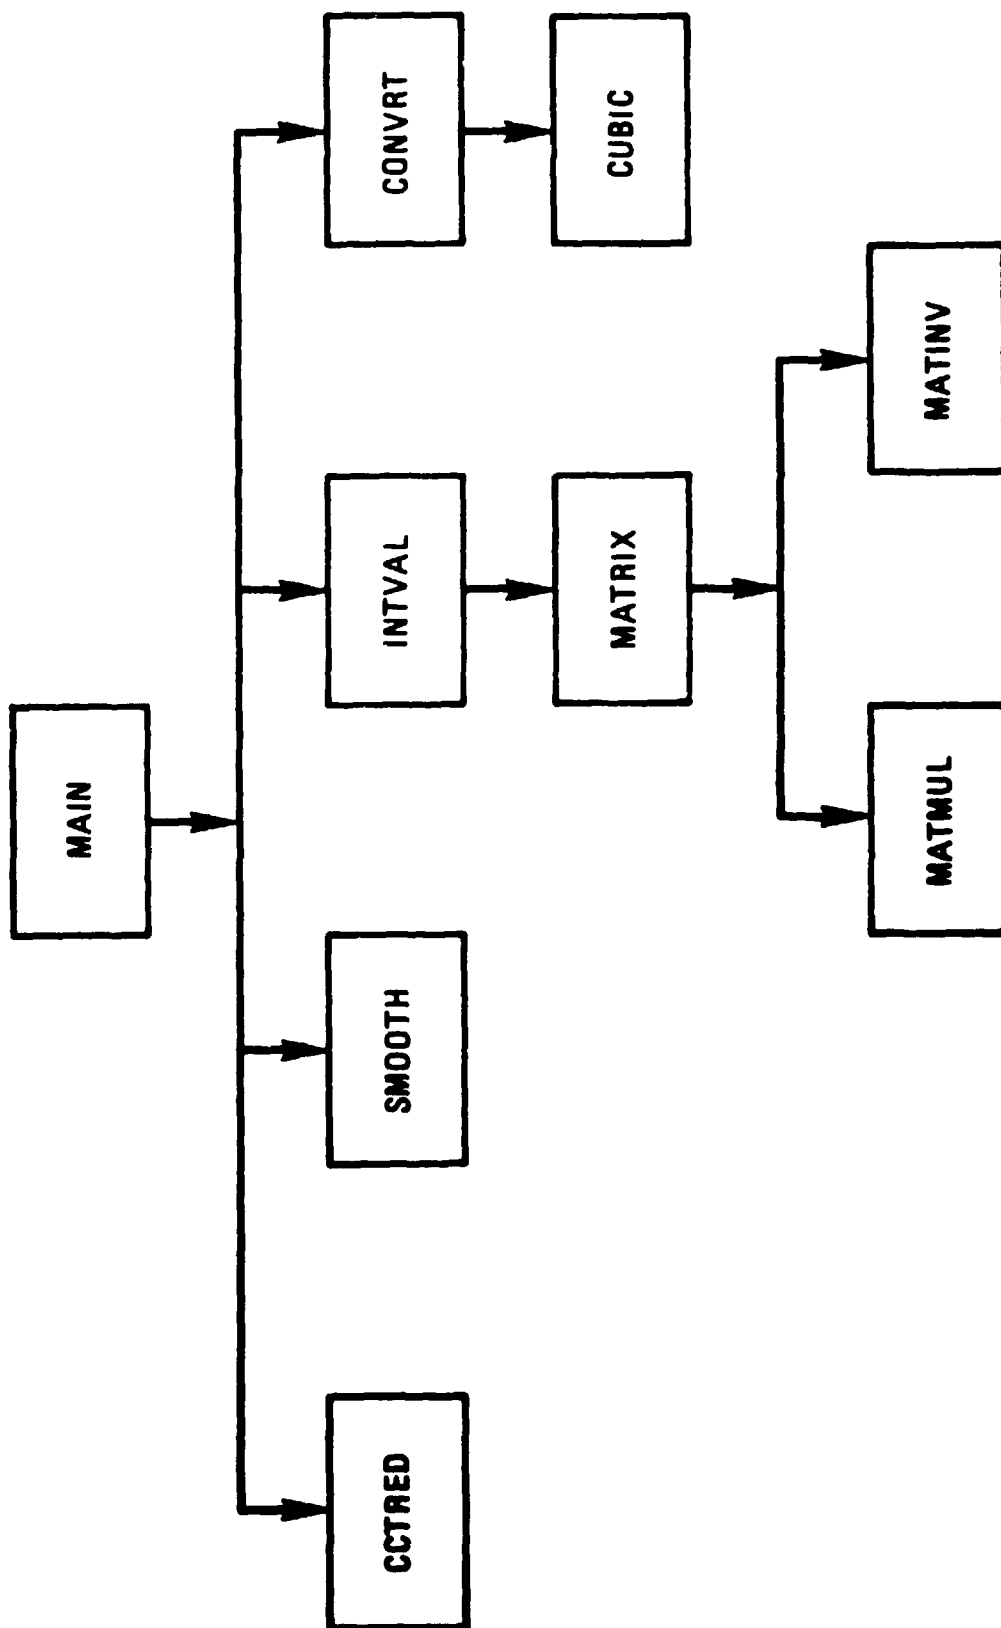 MAIN
CCTRED
SMOOTH
INTVAL
CONVRT
MATRIX
CUBIC
MATMUL
MATINV